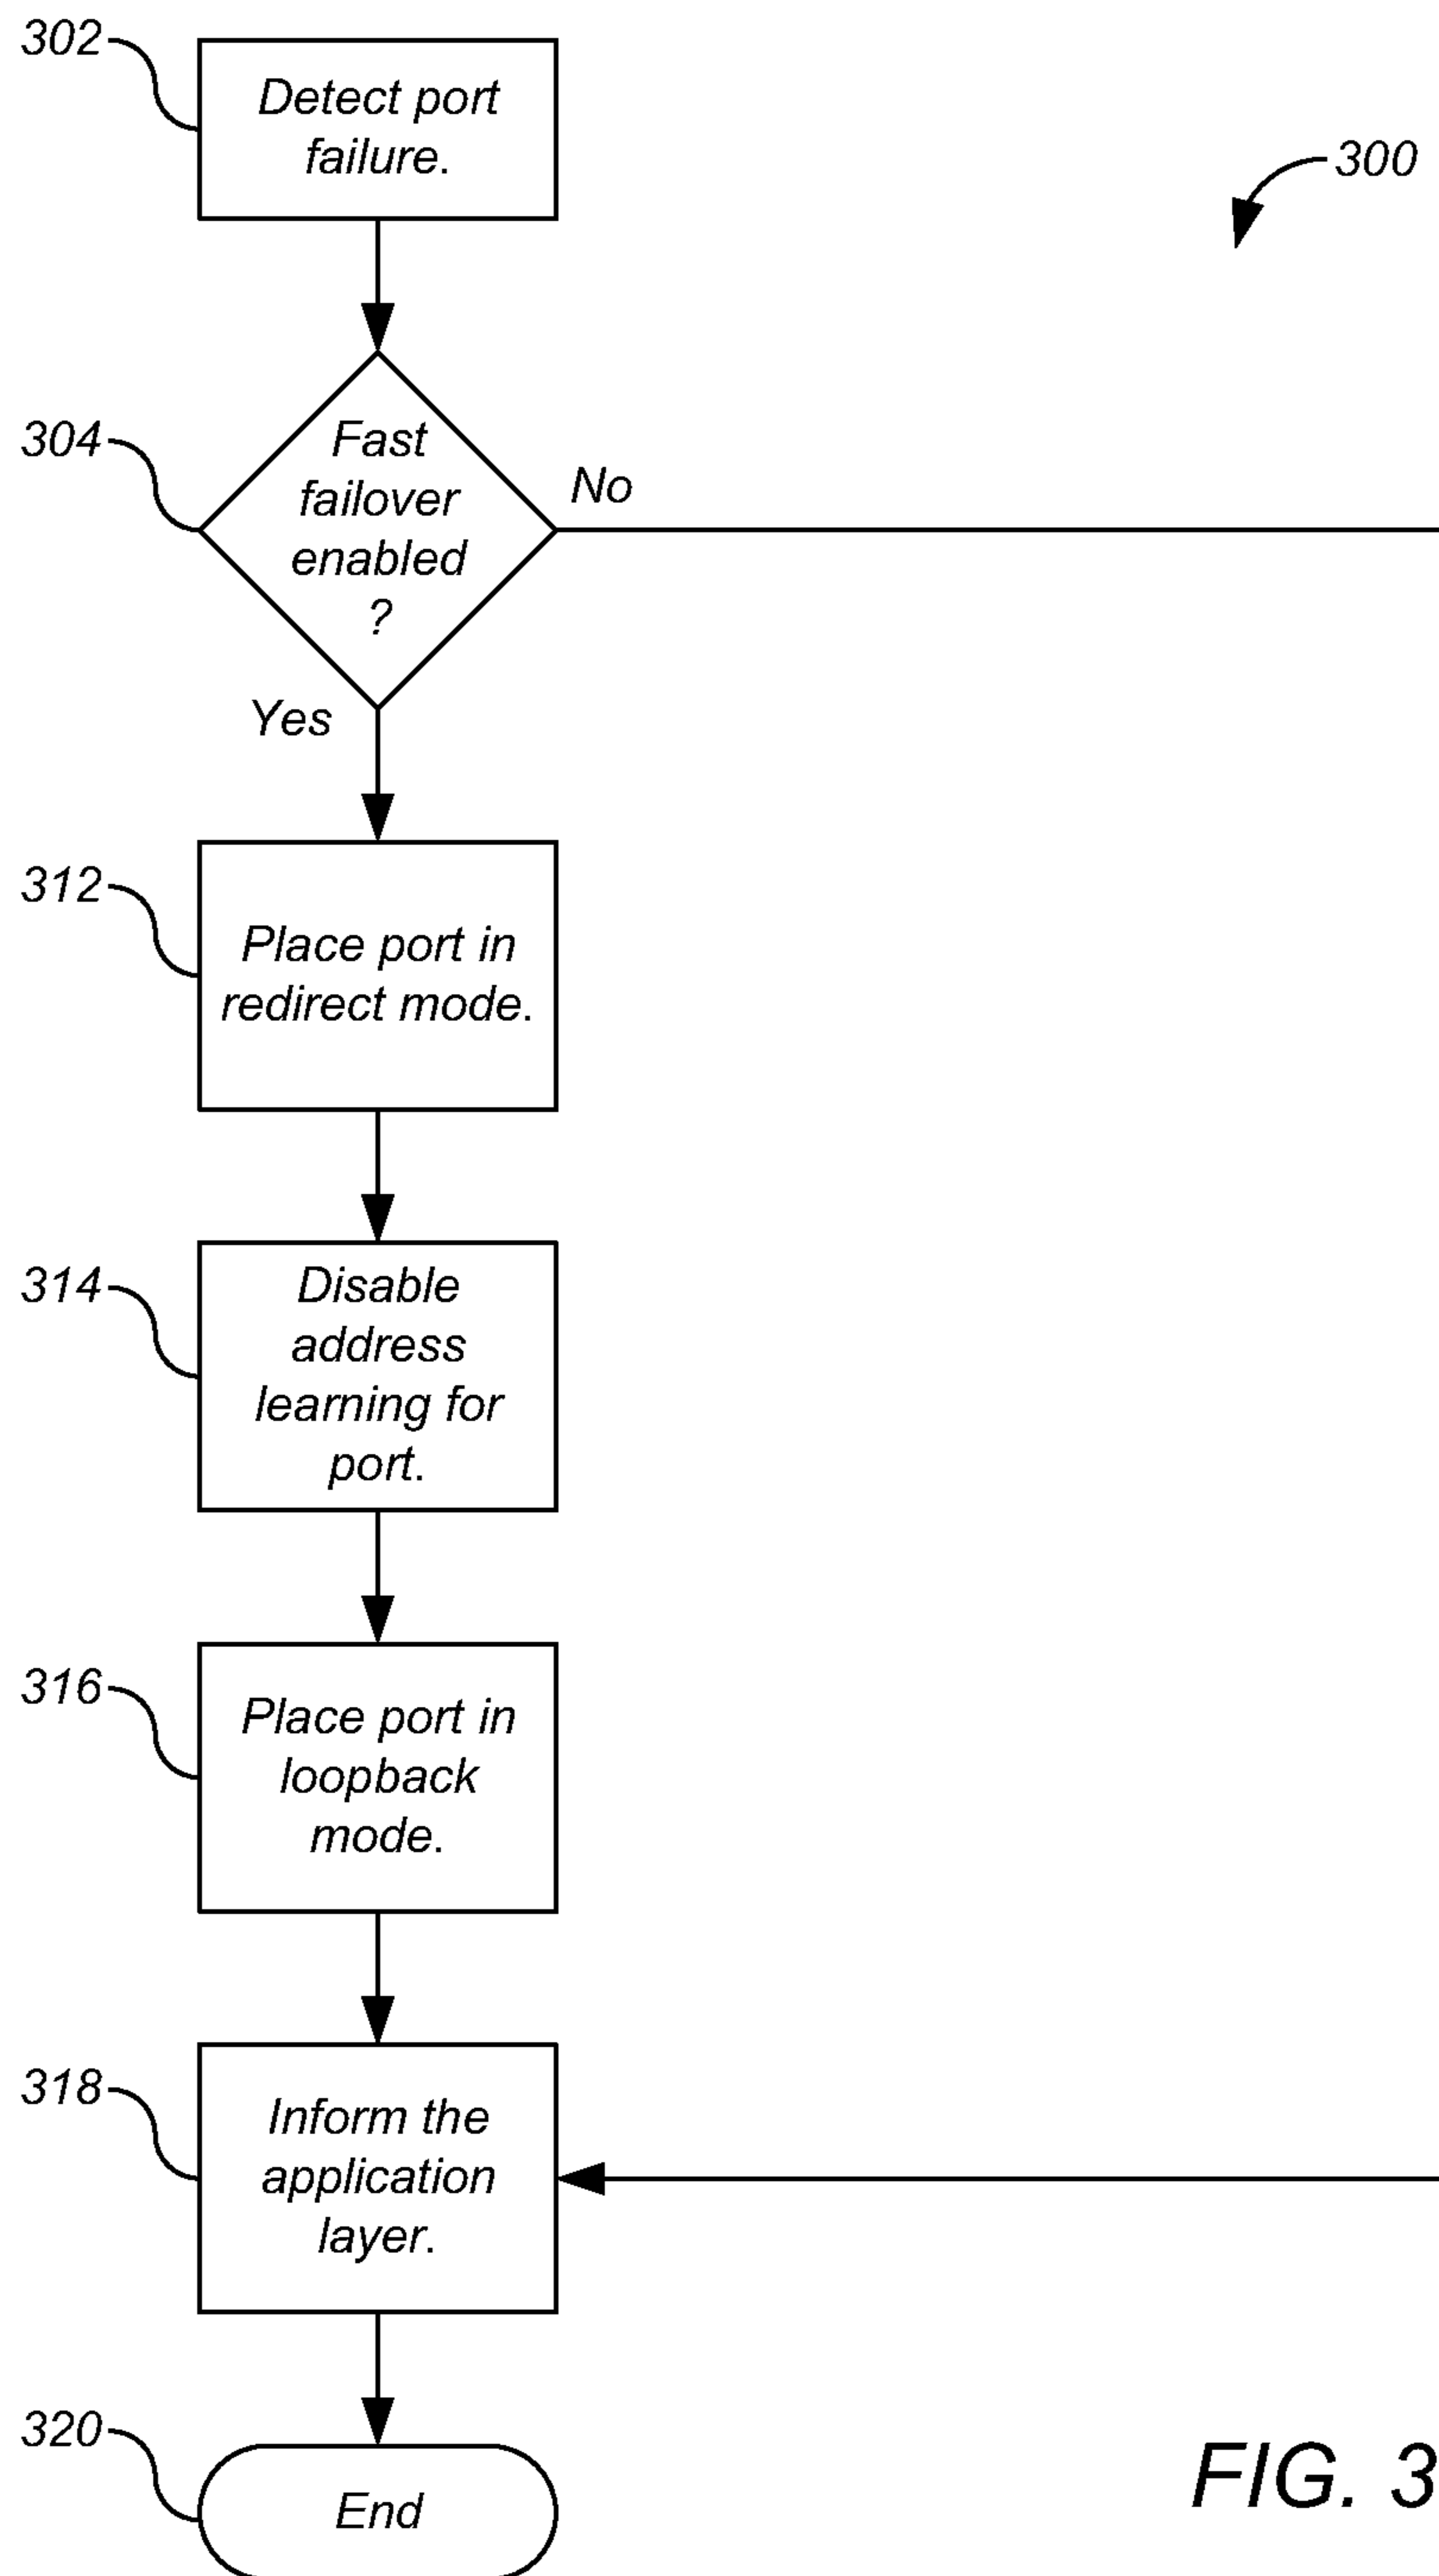 302
Detect port
failure.
300
304
Fast
failover
enabled
?
No
Yes
312
Place port in
redirect mode.
314
Disable
address
learning for
port.
316
Place port in
loopback
mode.
318
Inform the
application
layer.
320
End
FIG. 3